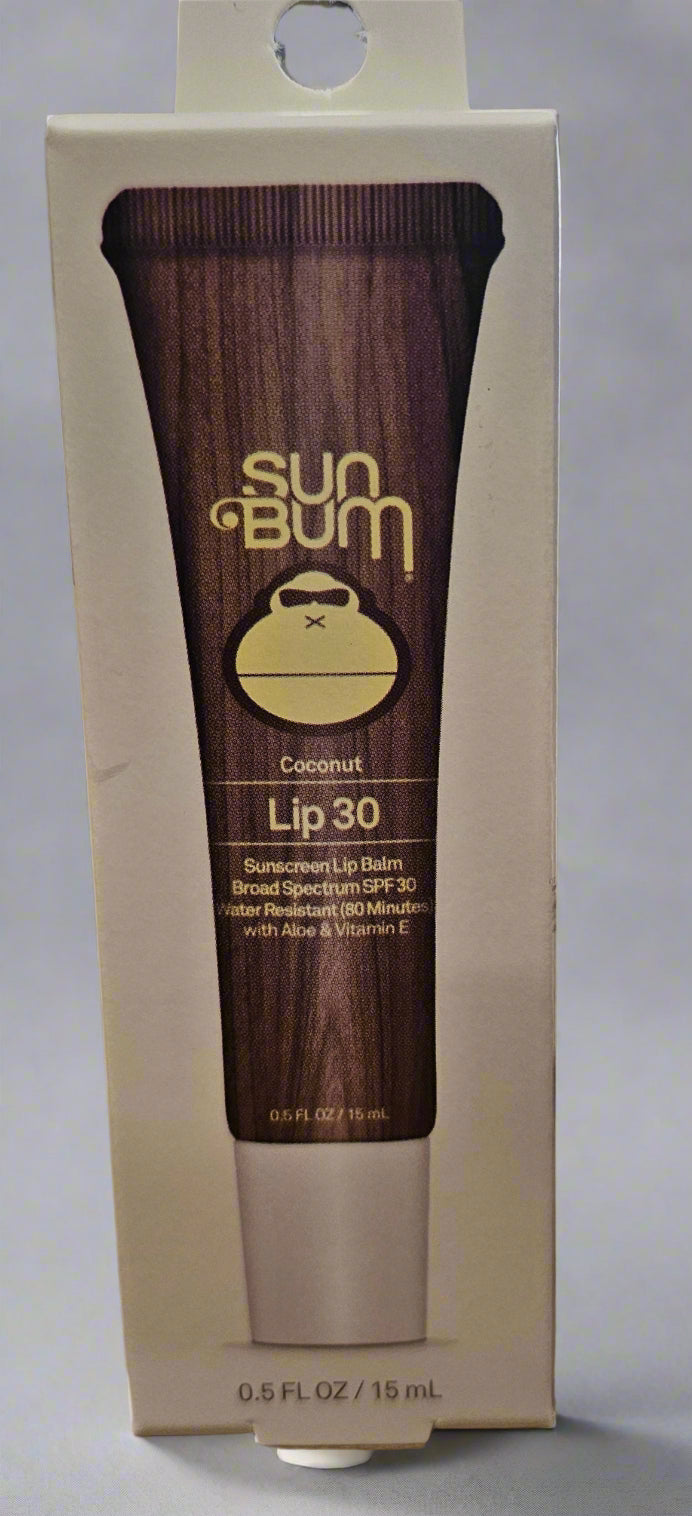 Sun
Bum
Coconut
Lip 30
Sunscreen Lip Balm
Broad Spectrum SPF 30
Water Resistant (80 Minutes)
with Aloe & Vitamin E
0.5 FL OZ / 15 mL
0.5 FL OZ / 15 mL